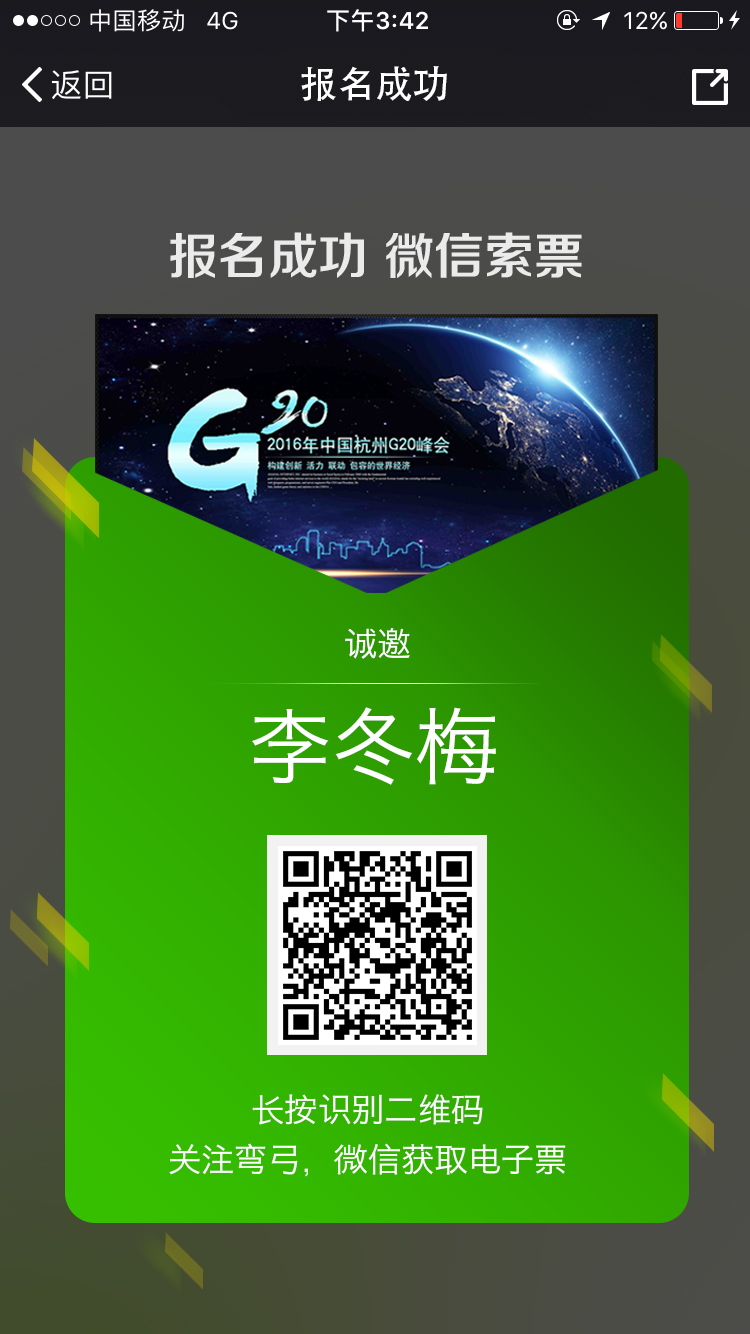 中国移动 4G 下午3:42 12%
返回 报名成功
报名成功 微信索票
G20
2016年中国杭州G20峰会
构建创新 活力 联动 包容的世界经济
诚邀
李冬梅
长按识别二维码
关注弯弓，微信获取电子票